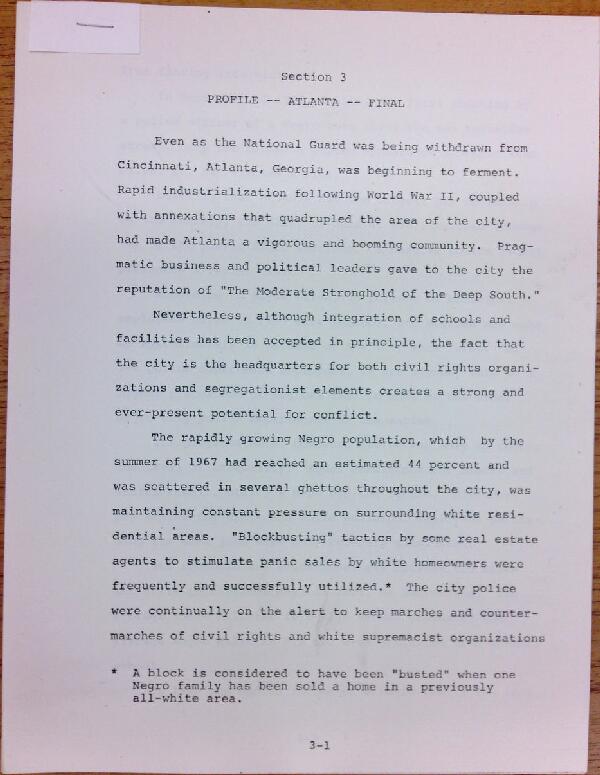 Section 3
PROFILE -- ATLANTA -- FINAL
Even as the National Guard was being withdrawn from
Cincinnati, Atlanta, Georgia, was beginning to ferment.
Rapid industrialization following World War II, coupled
with annexations that quadrupled the area of the city,
had made Atlanta a vigorous and booming community. Prag-
matic business and political leaders gave to the city the
reputation of "The Moderate Stronghold of the Deep South."
Nevertheless, although integration of schools and
facilities has been accepted in principle, the fact that
the city is the headquarters for both civil rights organi-
zations and segregationist elements creates a strong and
ever-present potential for conflict.
The rapidly growing Negro population, which by the
summer of 1967 had reached an estimated 44 percent and
was scattered in several ghettos throughout the city, was
maintaining constant pressure on surrounding white resi-
dential areas. "Blockbusting" tactics by some real estate
agents to stimulate panic sales by white homeowners were
frequently and successfully utilized.* The city police
were continually on the alert to keep marches and counter-
marches of civil rights and white supremacist organizations
* A block is considered to have been "busted" when one
Negro family has been sold a home in a previously
all-white area.
3-1